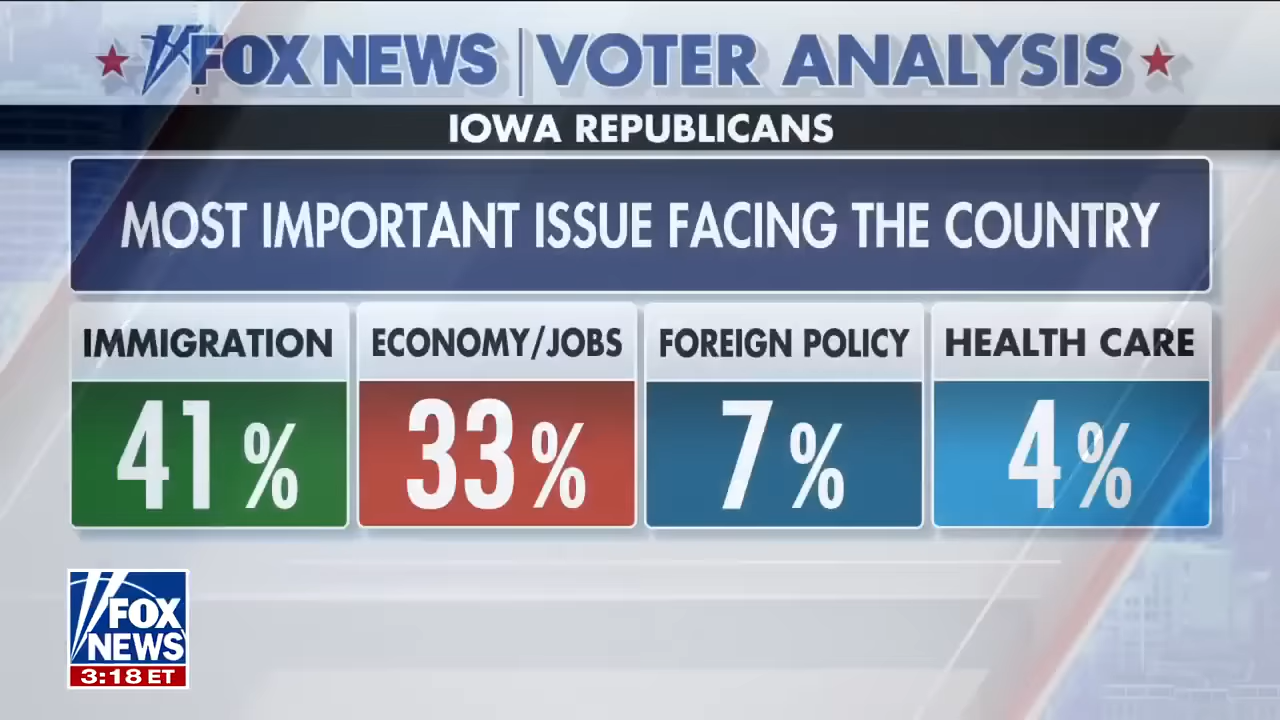 FOX NEWS | VOTER ANALYSIS
IOWA REPUBLICANS
MOST IMPORTANT ISSUE FACING THE COUNTRY
IMMIGRATION ECONOMY/JOBS FOREIGN POLICY HEALTH CARE
41% 33% 7% 4%
FOX
NEWS
3:18 ET